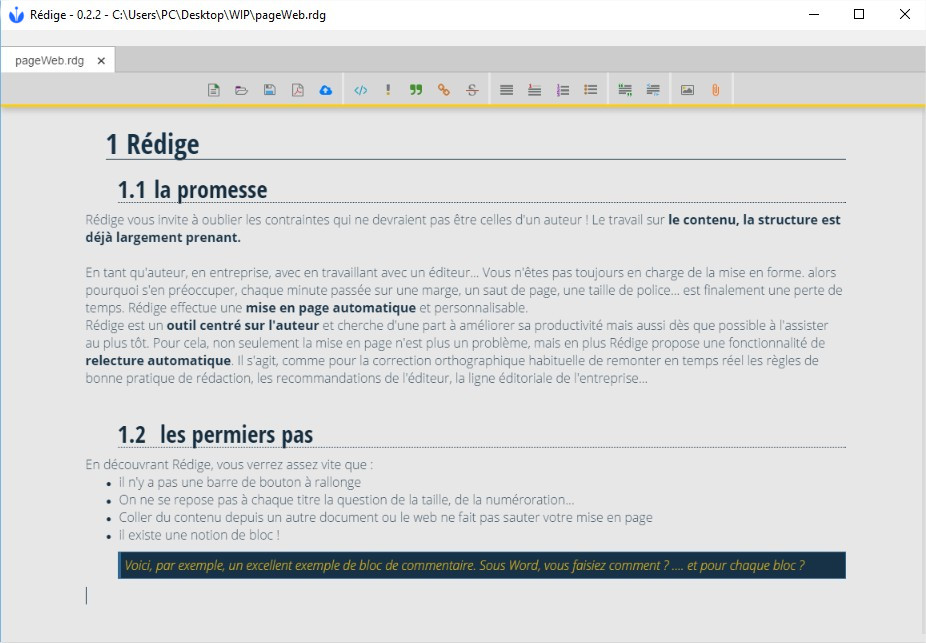 Rédige - 0.2.2 - C:\Users\PC\Desktop\WIP\pageWeb.rdg
pageWeb.rdg
1 Rédige
1.1 la promesse
Rédige vous invite à oublier les contraintes qui ne devraient pas être celles d'un auteur ! Le travail sur le contenu, la structure est
déjà largement prenant.
En tant qu'auteur, en entreprise, avec en travaillant avec un éditeur... Vous n'êtes pas toujours en charge de la mise en forme. alors
pourquoi s'en préoccuper, chaque minute passée sur une marge, un saut de page, une taille de police... est finalement une perte de
temps. Rédige effectue une mise en page automatique et personnalisable.
Rédige est un outil centré sur l'auteur et cherche d'une part à améliorer sa productivité mais aussi dès que possible à l'assister
au plus tôt. Pour cela, non seulement la mise en page n'est plus un problème, mais en plus Rédige propose une fonctionnalité de
relecture automatique. Il s'agit, comme pour la correction orthographique habituelle de remonter en temps réel les règles de
bonne pratique de rédaction, les recommandations de l'éditeur, la ligne éditoriale de l'entreprise...
1.2 les permiers pas
En découvrant Rédige, vous verrez assez vite que :
il n'y a pas une barre de bouton à rallonge
On ne se repose pas à chaque titre la question de la taille, de la numéroration...
Coller du contenu depuis un autre document ou le web ne fait pas sauter votre mise en page
il existe une notion de bloc !
Voici, par exemple, un excellent exemple de bloc de commentaire. Sous Word, vous faisiez comment ? .... et pour chaque bloc ?